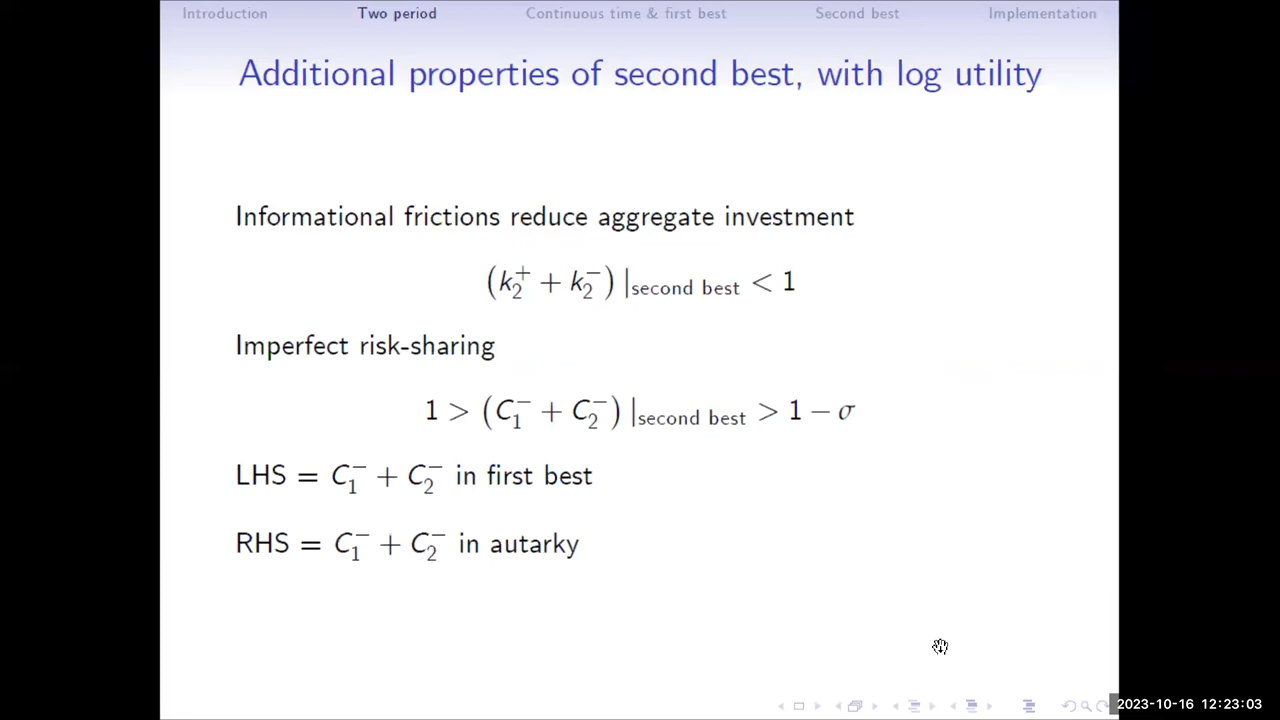 Introduction Two period Continuous time & first best Second best Implementation
Additional properties of second best, with log utility
Informational frictions reduce aggregate investment
(k₂⁺ + k₂⁻) |second best < 1
Imperfect risk-sharing
1 > (C₁⁻ + C₂⁻) |second best > 1 − σ
LHS = C₁⁻ + C₂⁻ in first best
RHS = C₁⁻ + C₂⁻ in autarky
2023-10-16 12:23:03